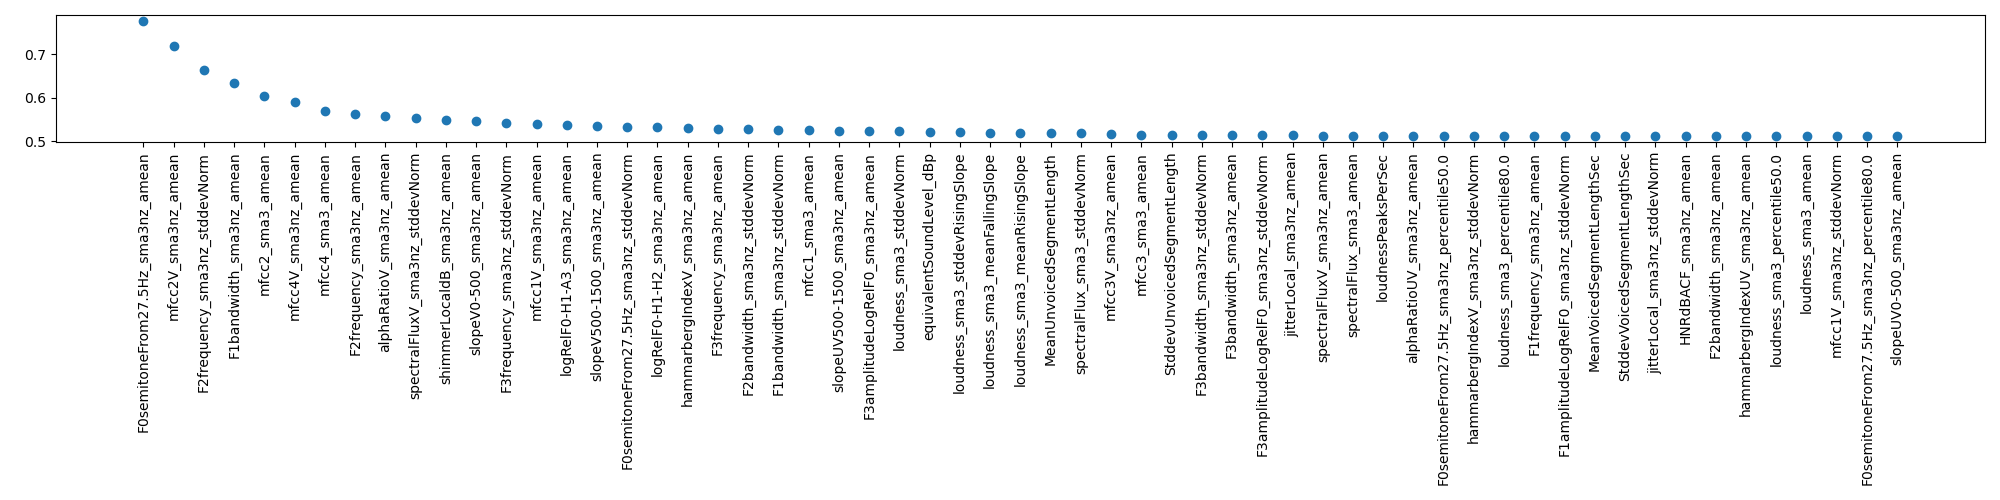 0.7
0.6
0.5
F0semitoneFrom27.5Hz_sma3nz_amean
mfcc2V_sma3nz_amean
F2frequency_sma3nz_stddevNorm
F1bandwidth_sma3nz_amean
mfcc2_sma3_amean
mfcc4V_sma3nz_amean
mfcc4_sma3_amean
F2frequency_sma3nz_amean
alphaRatioV_sma3nz_amean
spectralFluxV_sma3nz_stddevNorm
shimmerLocaldB_sma3nz_amean
slopeV0-500_sma3nz_amean
F3frequency_sma3nz_stddevNorm
mfcc1V_sma3nz_amean
logRelF0-H1-A3_sma3nz_amean
slopeV500-1500_sma3nz_amean
F0semitoneFrom27.5Hz_sma3nz_stddevNorm
logRelF0-H1-H2_sma3nz_amean
hammarbergIndexV_sma3nz_amean
F3frequency_sma3nz_amean
F2bandwidth_sma3nz_stddevNorm
F1bandwidth_sma3nz_stddevNorm
mfcc1_sma3_amean
slopeUV500-1500_sma3nz_amean
F3amplitudeLogRelF0_sma3nz_amean
loudness_sma3_stddevNorm
equivalentSoundLevel_dBp
loudness_sma3_stddevRisingSlope
loudness_sma3_meanFallingSlope
loudness_sma3_meanRisingSlope
MeanUnvoicedSegmentLength
spectralFlux_sma3_stddevNorm
mfcc3V_sma3nz_amean
mfcc3_sma3_amean
StddevUnvoicedSegmentLength
F3bandwidth_sma3nz_stddevNorm
F3bandwidth_sma3nz_amean
F3amplitudeLogRelF0_sma3nz_stddevNorm
jitterLocal_sma3nz_amean
spectralFluxV_sma3nz_amean
spectralFlux_sma3_amean
loudnessPeaksPerSec
alphaRatioUV_sma3nz_amean
F0semitoneFrom27.5Hz_sma3nz_percentile50.0
hammarbergIndexV_sma3nz_stddevNorm
loudness_sma3_percentile80.0
F1frequency_sma3nz_amean
F1amplitudeLogRelF0_sma3nz_stddevNorm
MeanVoicedSegmentLengthSec
StddevVoicedSegmentLengthSec
jitterLocal_sma3nz_stddevNorm
HNRdBACF_sma3nz_amean
F2bandwidth_sma3nz_amean
hammarbergIndexUV_sma3nz_amean
loudness_sma3_percentile50.0
loudness_sma3_amean
mfcc1V_sma3nz_stddevNorm
F0semitoneFrom27.5Hz_sma3nz_percentile80.0
slopeUV0-500_sma3nz_amean